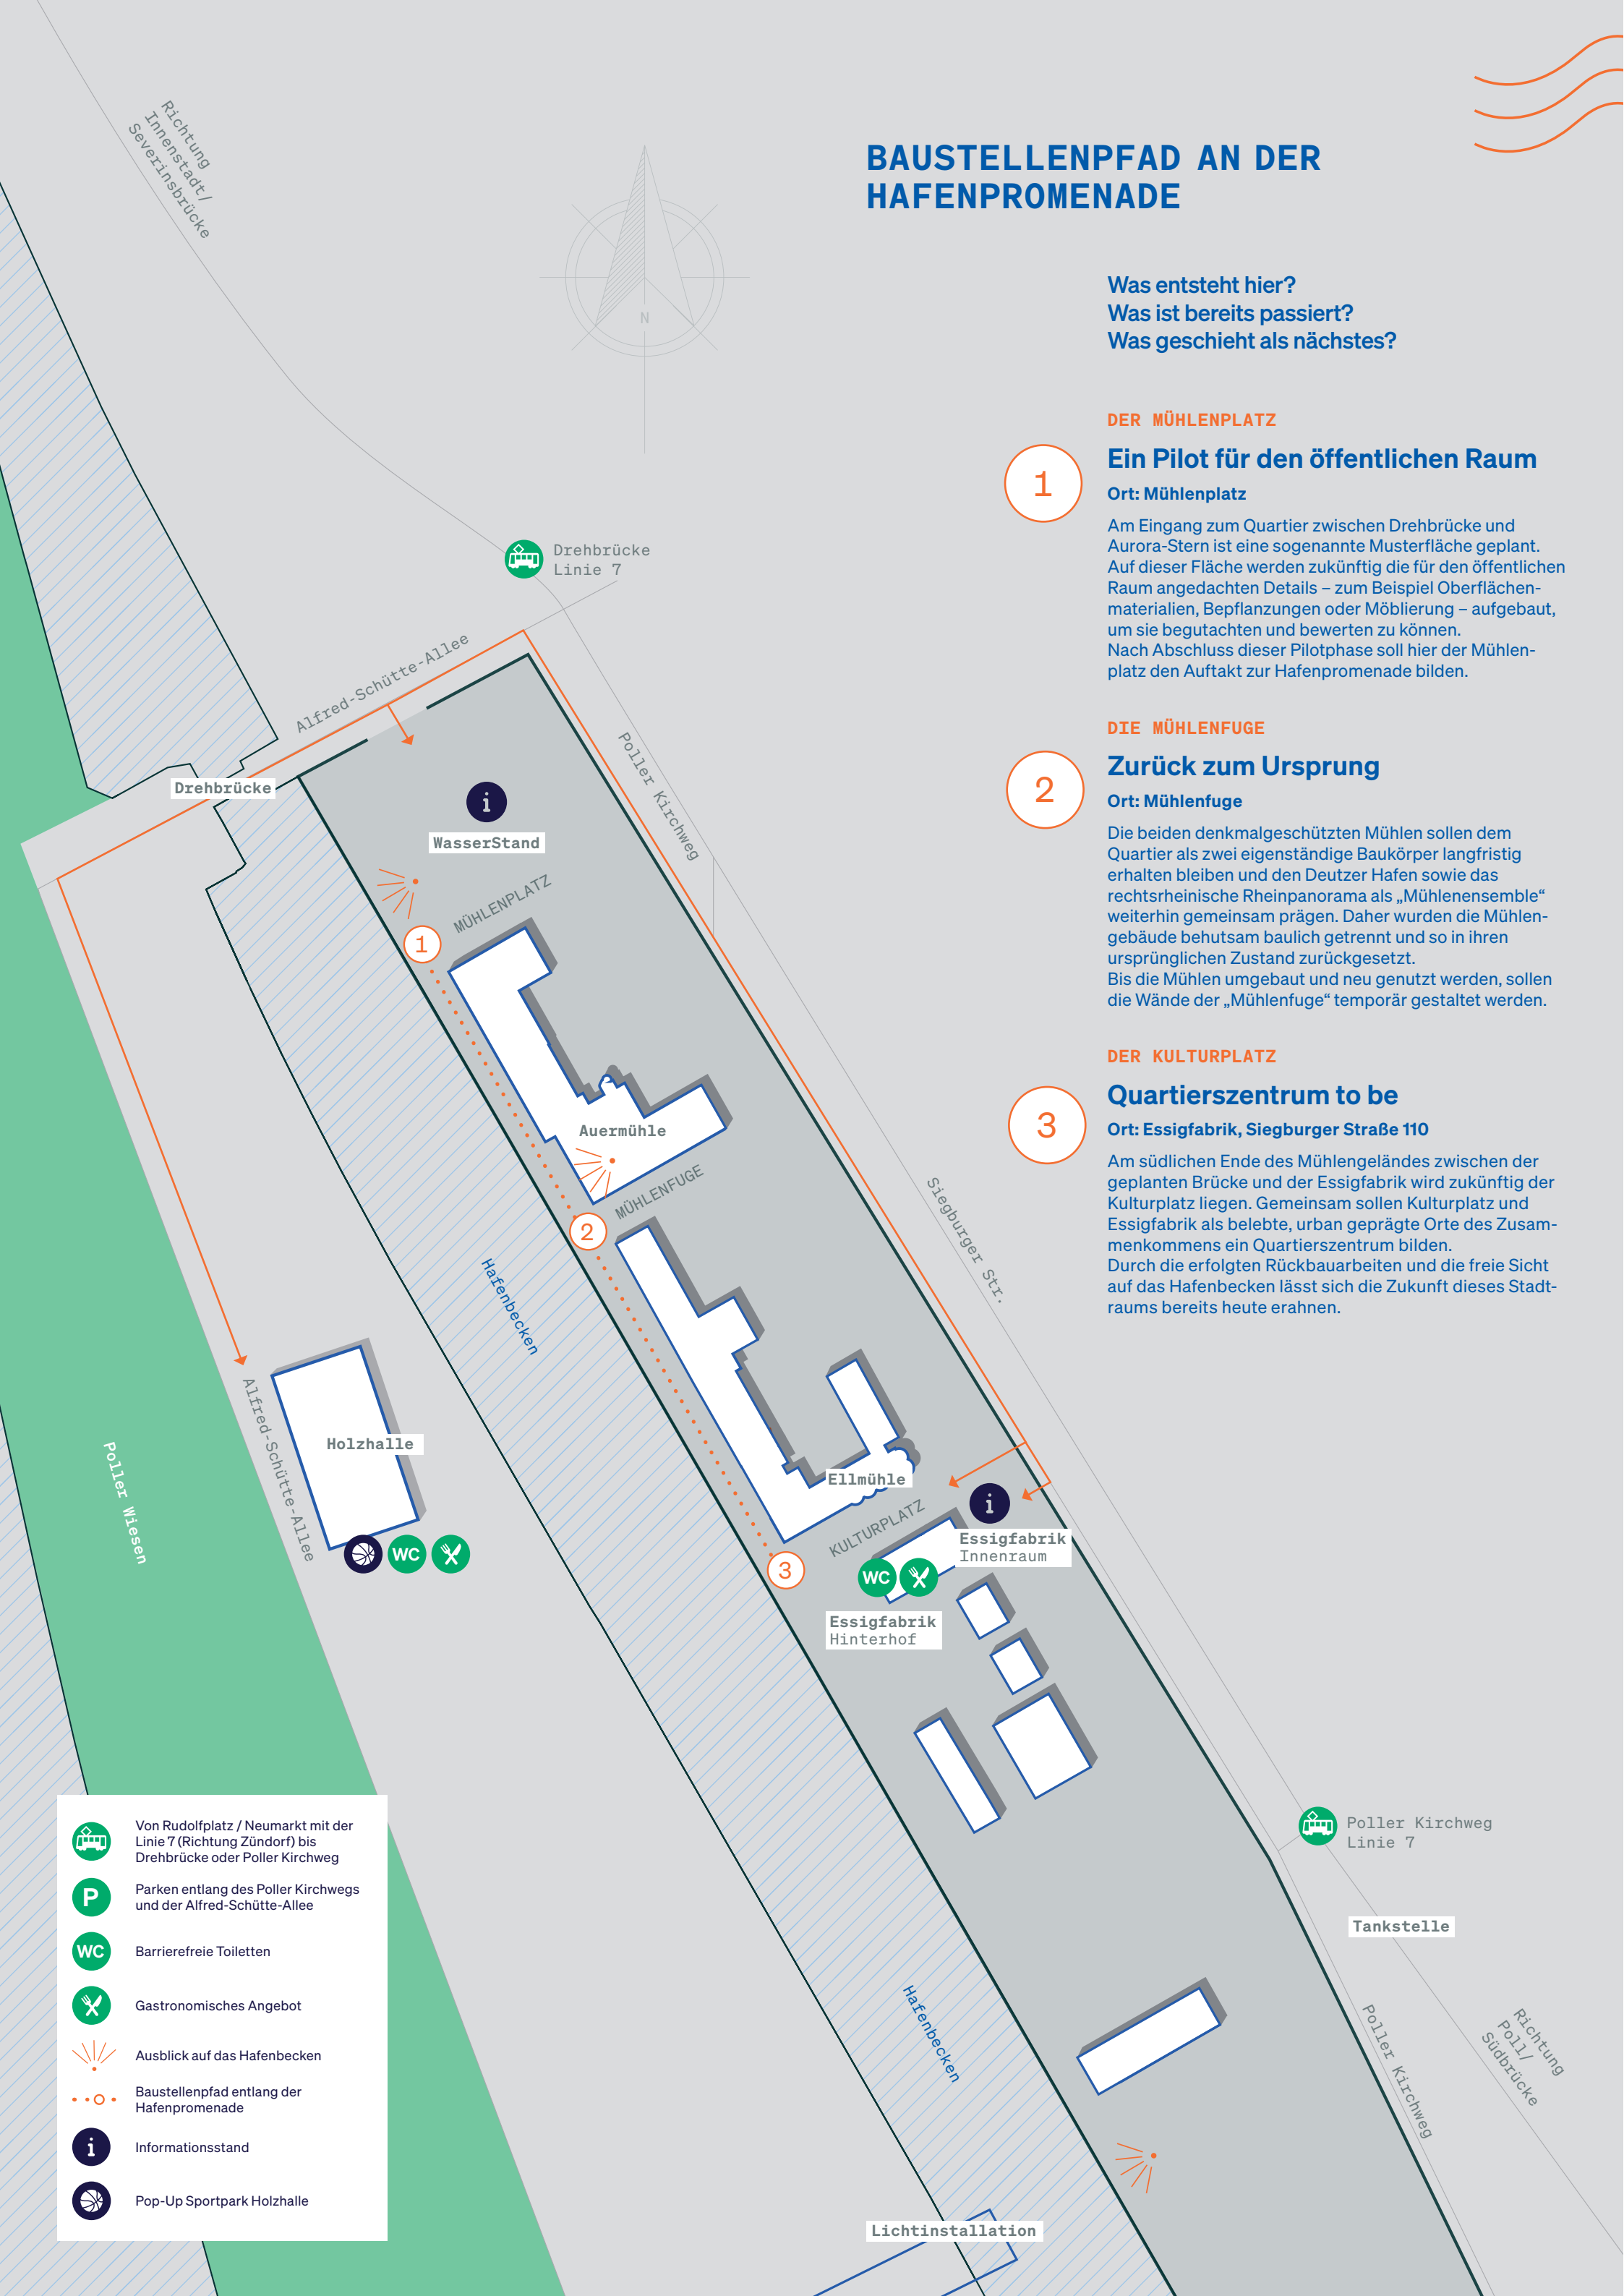 BAUSTELLENPFAD AN DER
HAFENPROMENADE
Was entsteht hier?
Was ist bereits passiert?
Was geschieht als nächstes?
DER MÜHLENPLATZ
1
Ein Pilot für den öffentlichen Raum
Ort: Mühlenplatz
Am Eingang zum Quartier zwischen Drehbrücke und
Aurora-Stern ist eine sogenannte Musterfläche geplant.
Auf dieser Fläche werden zukünftig die für den öffentlichen
Raum angedachten Details – zum Beispiel Oberflächen-
materialien, Bepflanzungen oder Möblierung – aufgebaut,
um sie begutachten und bewerten zu können.
Nach Abschluss dieser Pilotphase soll hier der Mühlen-
platz den Auftakt zur Hafenpromenade bilden.
DIE MÜHLENFUGE
2
Zurück zum Ursprung
Ort: Mühlenfuge
Die beiden denkmalgeschützten Mühlen sollen dem
Quartier als zwei eigenständige Baukörper langfristig
erhalten bleiben und den Deutzer Hafen sowie das
rechtsrheinische Rheinpanorama als „Mühlenensemble“
weiterhin gemeinsam prägen. Daher wurden die Mühlen-
gebäude behutsam baulich getrennt und so in ihren
ursprünglichen Zustand zurückgesetzt.
Bis die Mühlen umgebaut und neu genutzt werden, sollen
die Wände der „Mühlenfuge“ temporär gestaltet werden.
DER KULTURPLATZ
3
Quartierszentrum to be
Ort: Essigfabrik, Siegburger Straße 110
Am südlichen Ende des Mühlengeländes zwischen der
geplanten Brücke und der Essigfabrik wird zukünftig der
Kulturplatz liegen. Gemeinsam sollen Kulturplatz und
Essigfabrik als belebte, urban geprägte Orte des Zusam-
menkommens ein Quartierszentrum bilden.
Durch die erfolgten Rückbauarbeiten und die freie Sicht
auf das Hafenbecken lässt sich die Zukunft dieses Stadt-
raums bereits heute erahnen.
Richtung
Innenstadt/
Severinsbrücke
N
Drehbrücke
Linie 7
Alfred-Schütte-Allee
Drehbrücke
Poller Kirchweg
i
WasserStand
MÜHLENPLATZ
1
Auermühle
MÜHLENFUGE
2
Siegburger Str.
Hafenbecken
Holzhalle
Alfred-Schütte-Allee
Poller Wiesen
WC
Ellmühle
KULTURPLATZ
i
Essigfabrik
Innenraum
3
WC
Essigfabrik
Hinterhof
Poller Kirchweg
Linie 7
Tankstelle
Hafenbecken
Poller Kirchweg
Richtung
Poll/
Südbrücke
Lichtinstallation
Von Rudolfplatz / Neumarkt mit der
Linie 7 (Richtung Zündorf) bis
Drehbrücke oder Poller Kirchweg
P
Parken entlang des Poller Kirchwegs
und der Alfred-Schütte-Allee
WC
Barrierefreie Toiletten
Gastronomisches Angebot
Ausblick auf das Hafenbecken
Baustellenpfad entlang der
Hafenpromenade
i
Informationsstand
Pop-Up Sportpark Holzhalle